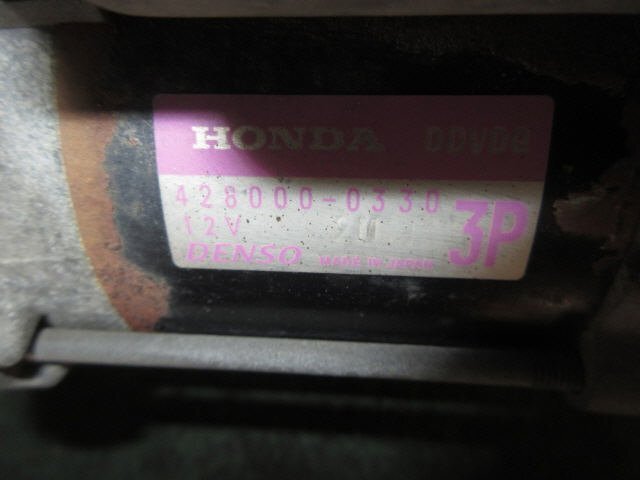 HONDA
428000-0330
12V 3P
DENSO MADE IN JAPAN